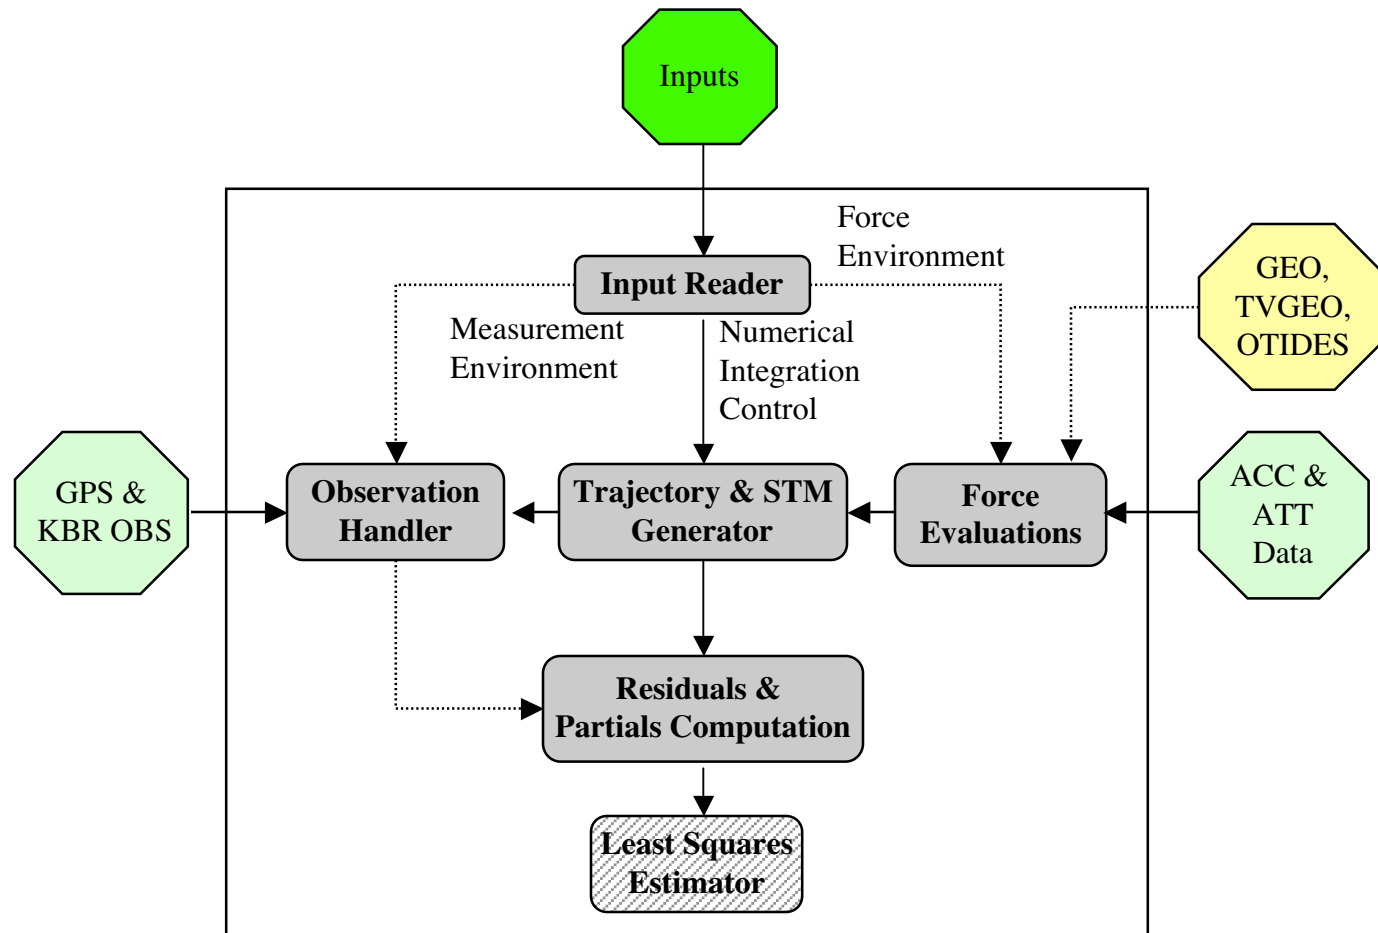 Inputs
Force
Environment
Input Reader
GEO,
TVGEO,
OTIDES
Measurement
Environment
Numerical
Integration
Control
GPS &
KBR OBS
Observation
Handler
Trajectory & STM
Generator
Force
Evaluations
ACC &
ATT
Data
Residuals &
Partials Computation
Least Squares
Estimator